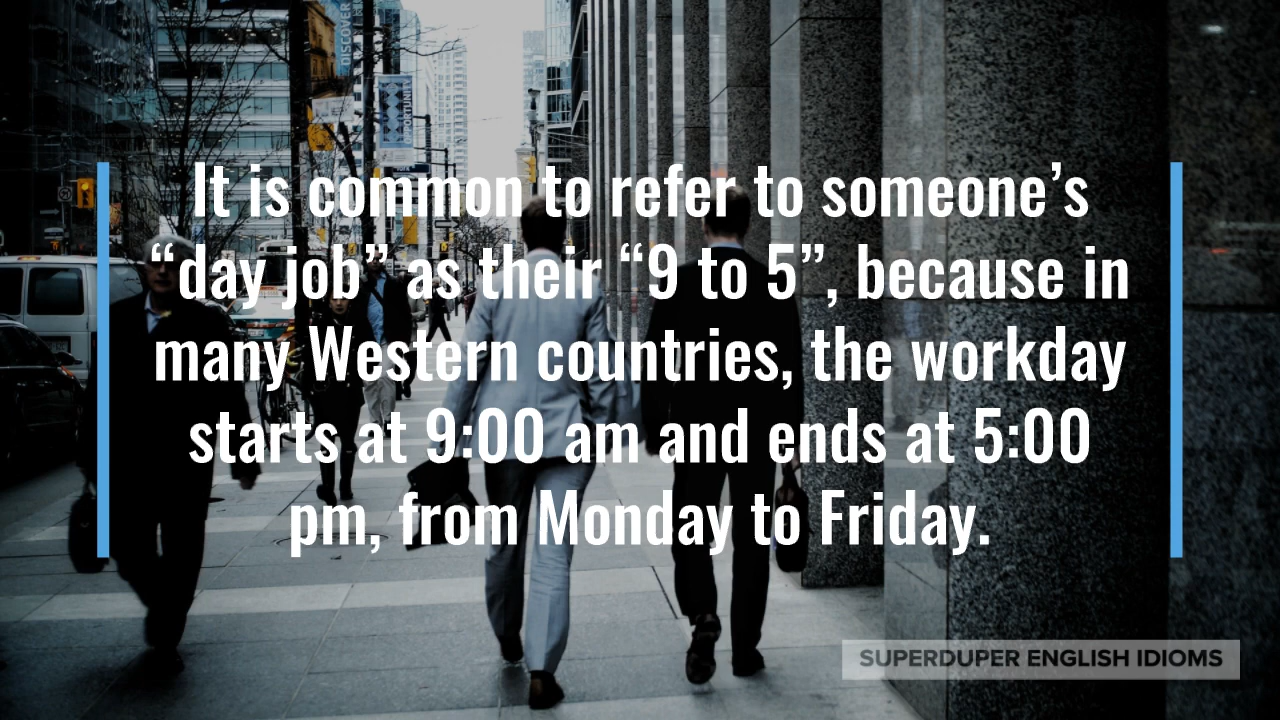 DISCOVER
It is common to refer to someone’s
“day job” as their “9 to 5”, because in
many Western countries, the workday
starts at 9:00 am and ends at 5:00
pm, from Monday to Friday.
SUPERDUPER ENGLISH IDIOMS